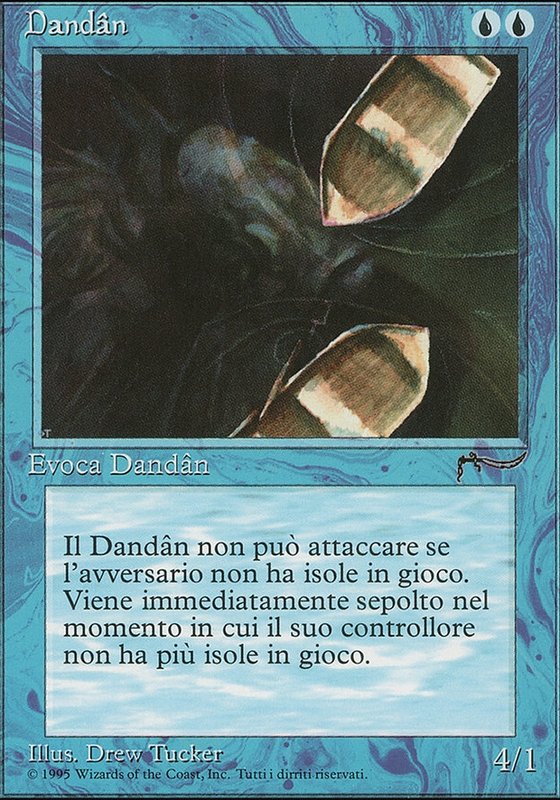 Dandân
Evoca Dandân
Il Dandân non può attaccare se
l'avversario non ha isole in gioco.
Viene immediatamente sepolto nel
momento in cui il suo controllore
non ha più isole in gioco.
Illus. Drew Tucker
4/1
© 1995 Wizards of the Coast, Inc. Tutti i dirriti riservati.